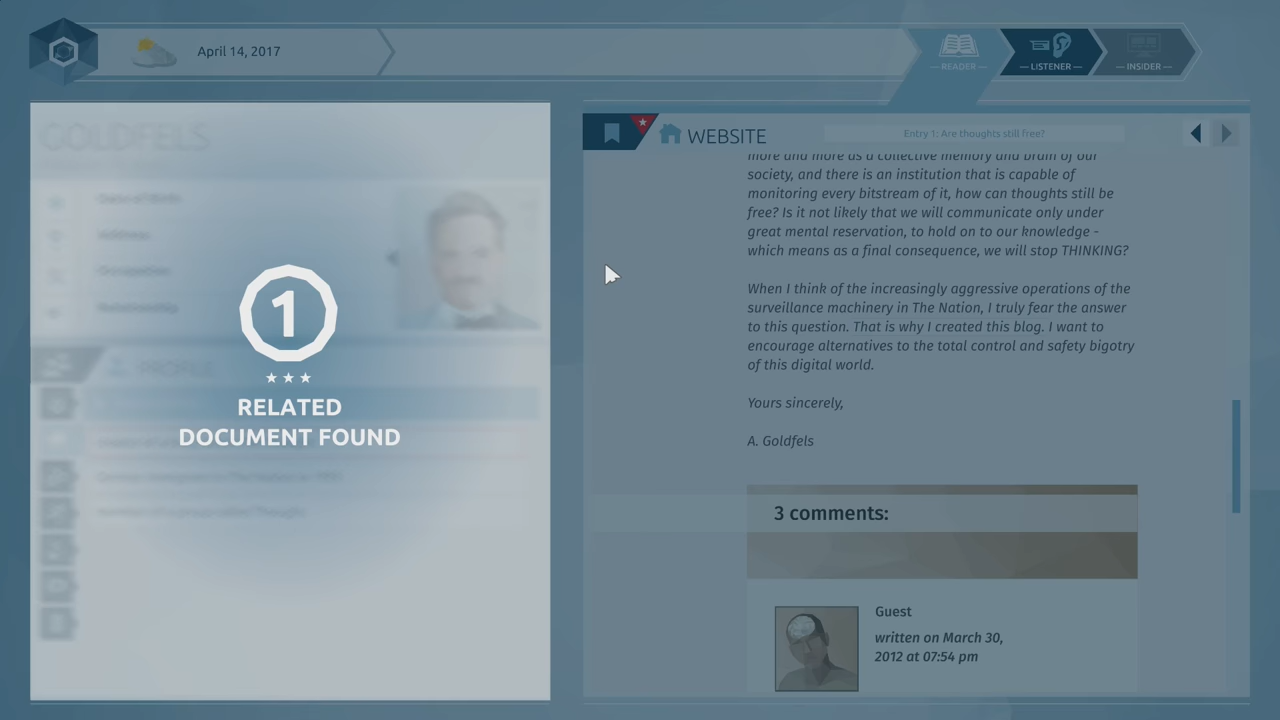 April 14, 2017
— READER —
— LISTENER —
— INSIDER —
GOLDFELS
WEBSITE
Entry 1: Are thoughts still free?
more and more as a collective memory and brain of our
society, and there is an institution that is capable of
monitoring every bitstream of it, how can thoughts still be
free? Is it not likely that we will communicate only under
great mental reservation, to hold on to our knowledge -
which means as a final consequence, we will stop THINKING?
When I think of the increasingly aggressive operations of the
surveillance machinery in The Nation, I truly fear the answer
to this question. That is why I created this blog. I want to
encourage alternatives to the total control and safety bigotry
of this digital world.
Yours sincerely,
A. Goldfels
3 comments:
Guest
written on March 30,
2012 at 07:54 pm
Address
Occupation
Relationship
PROFILE
1
RELATED
DOCUMENT FOUND